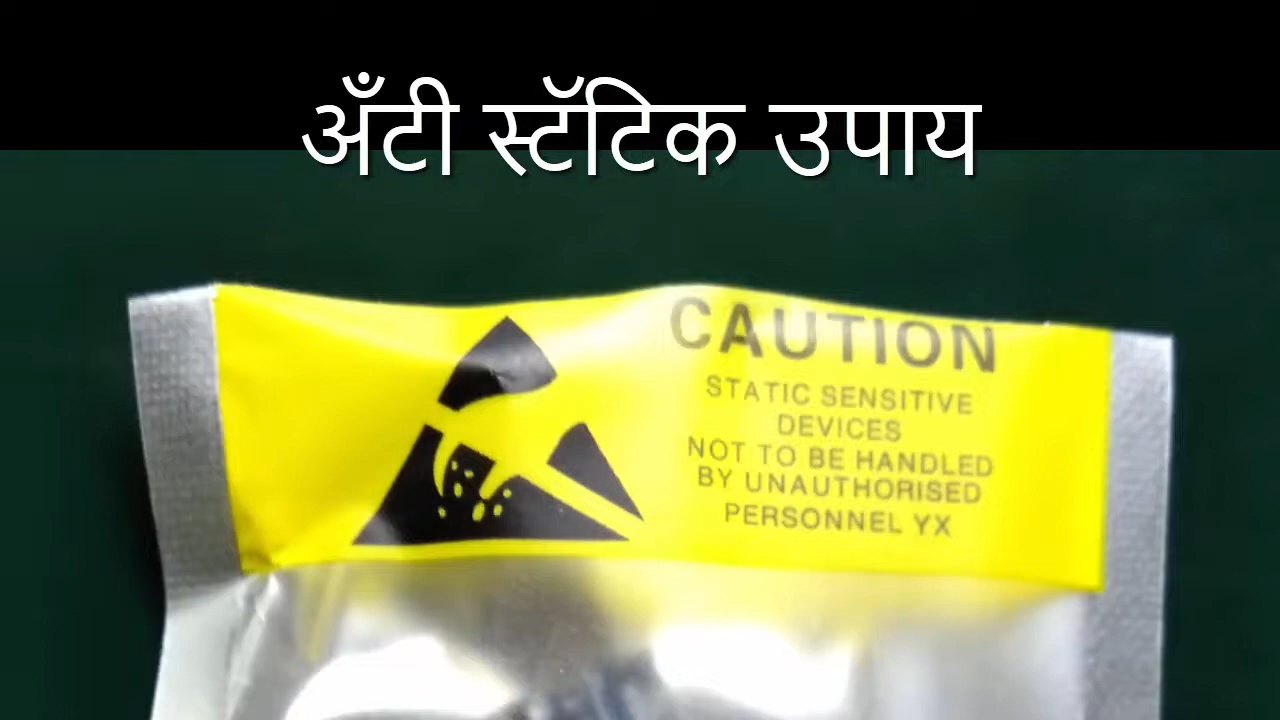 अँटी स्टॅटिक उपाय
CAUTION
STATIC SENSITIVE
DEVICES
NOT TO BE HANDLED
BY UNAUTHORISED
PERSONNEL YX